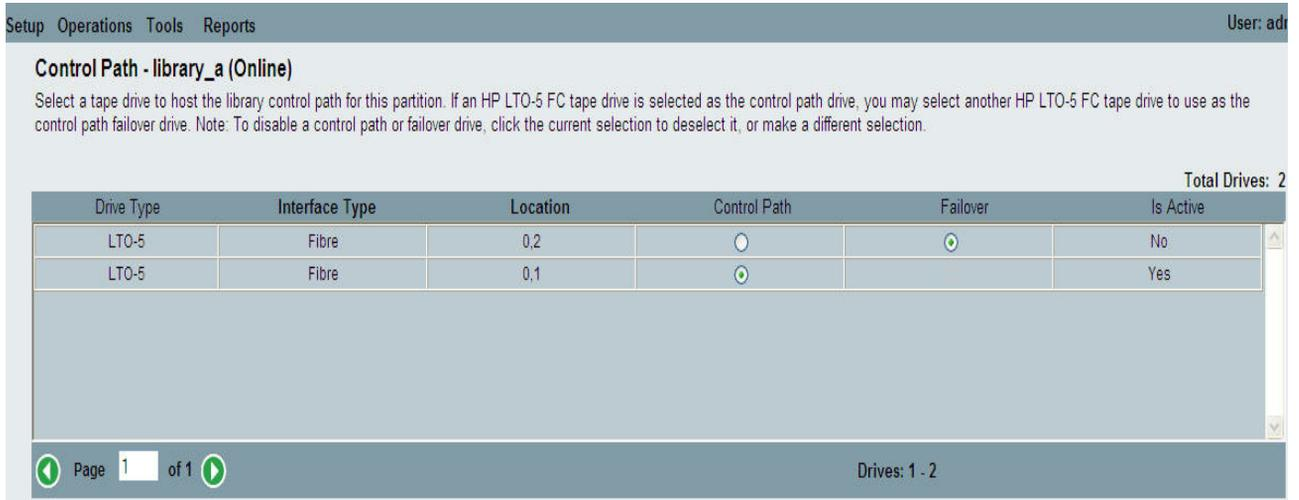 Setup Operations Tools Reports User: adr
Control Path - library_a (Online)
Select a tape drive to host the library control path for this partition. If an HP LTO-5 FC tape drive is selected as the control path drive, you may select another HP LTO-5 FC tape drive to use as the
control path failover drive. Note: To disable a control path or failover drive, click the current selection to deselect it, or make a different selection.
Total Drives: 2
Drive Type Interface Type Location Control Path Failover Is Active
LTO-5 Fibre 0,2 No
LTO-5 Fibre 0,1 Yes
Page 1 of 1 Drives: 1 - 2